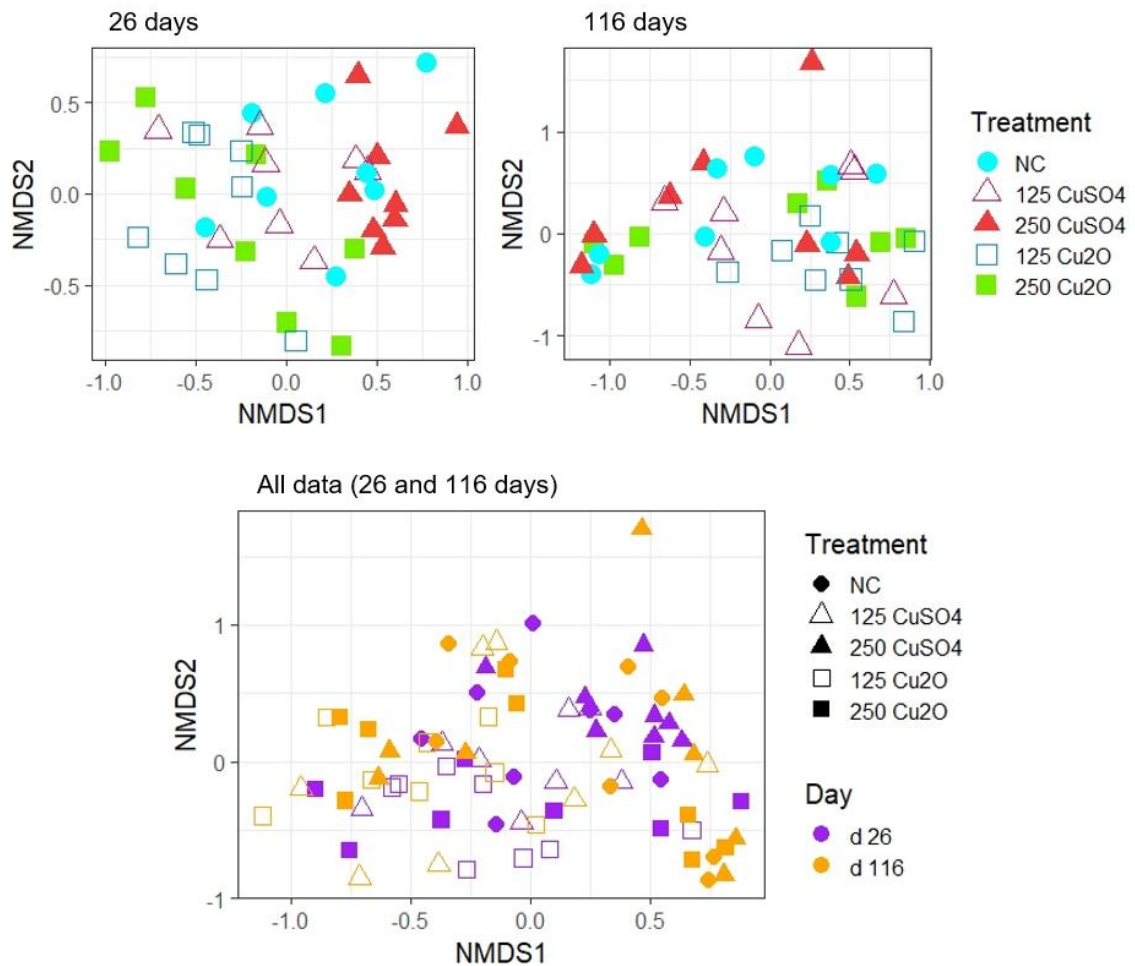 26 days
116 days
0.5
0.0
-0.5
NMDS2
-1.0 -0.5 0.0 0.5 1.0
NMDS1
1
0
-1
NMDS2
-1.0 -0.5 0.0 0.5 1.0
NMDS1
Treatment
NC
125 CuSO4
250 CuSO4
125 Cu2O
250 Cu2O
All data (26 and 116 days)
1
0
-1
NMDS2
-1.0 -0.5 0.0 0.5
NMDS1
Treatment
NC
125 CuSO4
250 CuSO4
125 Cu2O
250 Cu2O
Day
d 26
d 116